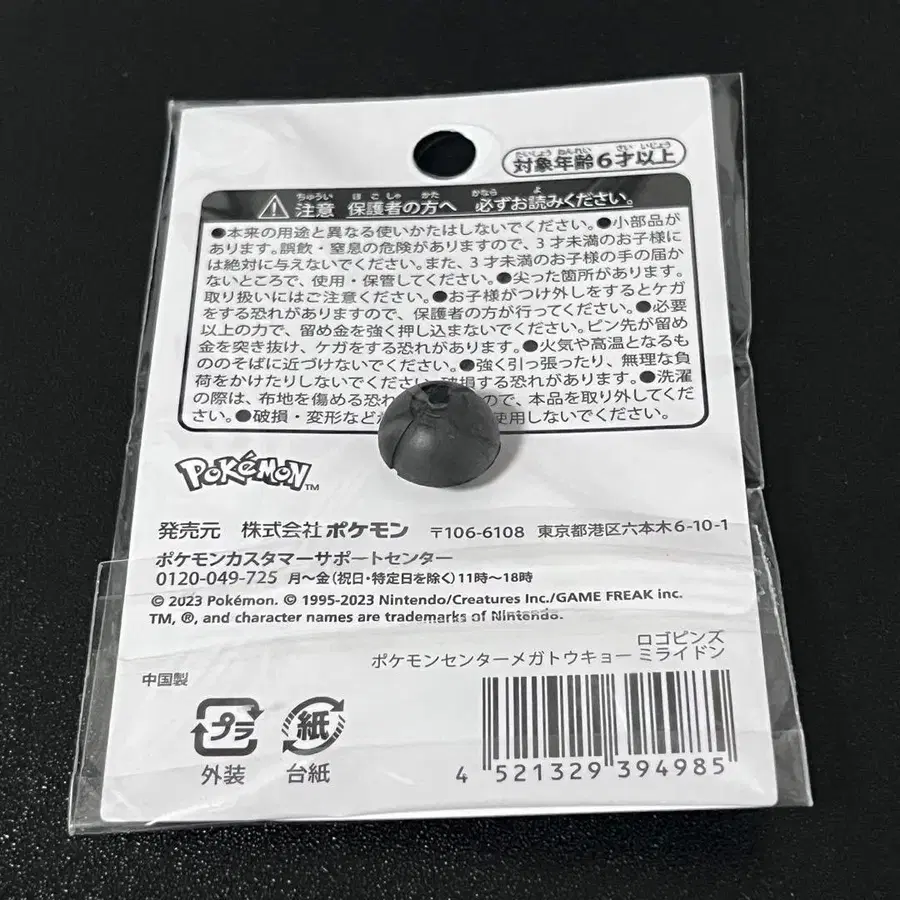 たいしょう ねんれい さい いじょう
対象年齢6才以上
ちゅうい ほごしゃ かた かなら よ
注意 保護者の方へ 必ずお読みください。
●本来の用途と異なる使いかたはしないでください。●小部品が
あります。誤飲・窒息の危険がありますので、3才未満のお子様に
は絶対に与えないでください。また、3才未満のお子様の手の届か
ないところで、使用・保管してください。●尖った箇所があります。
取り扱いにはご注意ください。●お子様がつけ外しをするとケガ
をする恐れがありますので、保護者の方が行ってください。●必要
以上の力で、留め金を強く押し込まないでください。ピン先が留め
金を突き抜け、ケガをする恐れがあります。●火気や高温となるも
ののそばに近づけないでください。●強く引っ張ったり、無理な負
荷をかけたりしないでください。破損する恐れがあります。●洗濯
の際は、布地を傷める恐れ ので、本品を取り外してくだ
さい。●破損・変形など 使用しないでください。
POKéMON™
発売元 株式会社ポケモン 〒106-6108 東京都港区六本木6-10-1
ポケモンカスタマーサポートセンター
0120-049-725 月～金(祝日・特定日を除く)11時～18時
© 2023 Pokémon. © 1995-2023 Nintendo/Creatures Inc./GAME FREAK inc.
TM, ®, and character names are trademarks of Nintendo.
ロゴピンズ
ポケモンセンターメガトウキョー ミライドン
中国製
プラ
外装
紙
台紙
4 521329 394985